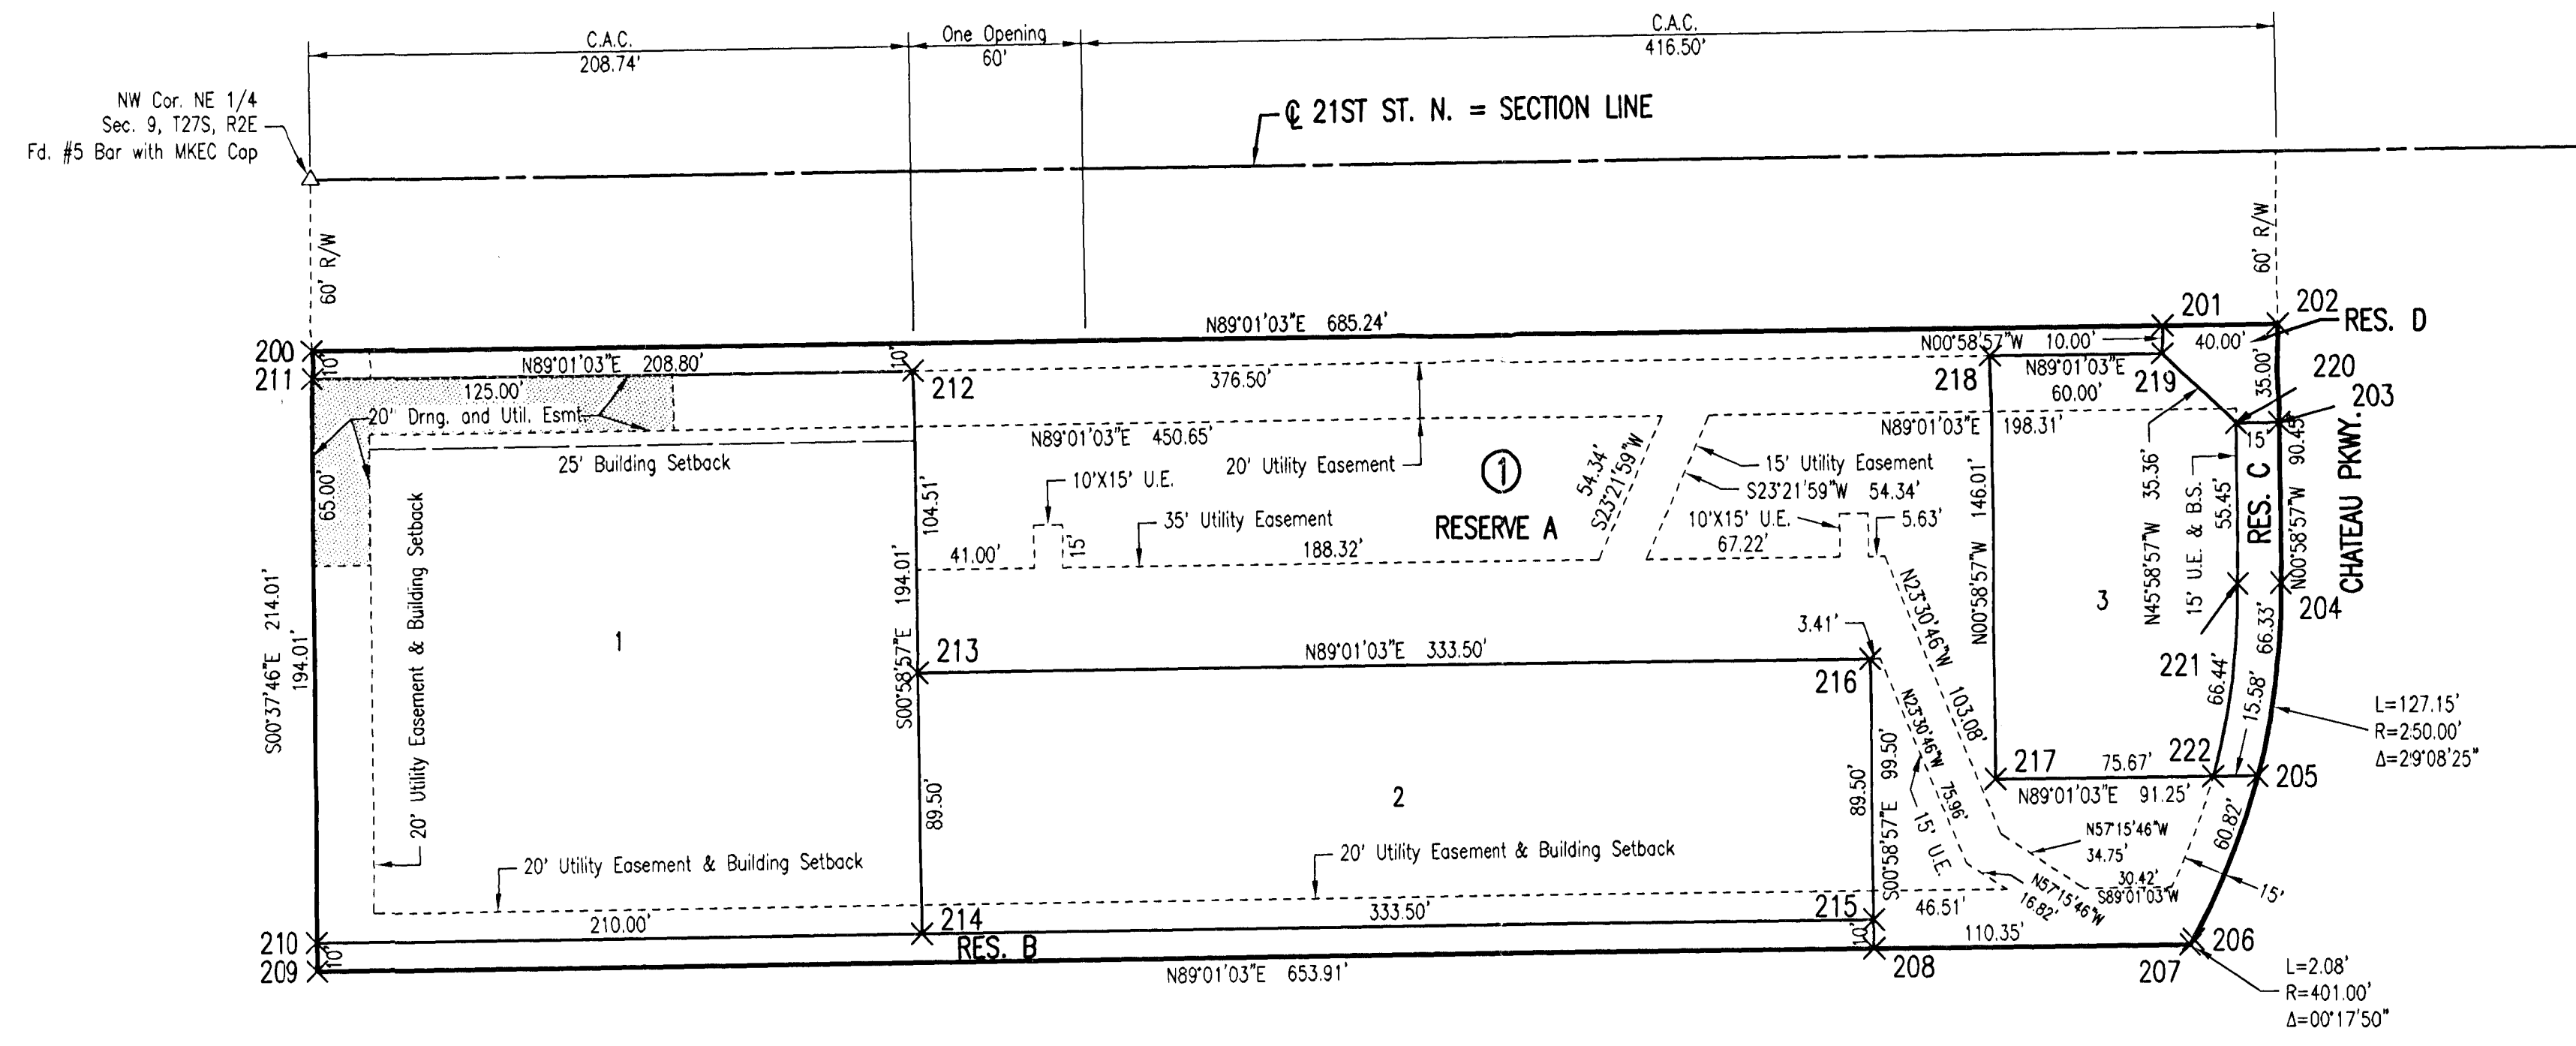 C.A.C.
208.74'
One Opening
60'
C.A.C.
416.50'
NW Cor. NE 1/4
Sec. 9, T27S, R2E
Fd. #5 Bar with MKEC Cap
℄ 21ST ST. N. = SECTION LINE
60' R/W
60' R/W
N89°01'03"E 685.24'
200
201
202
RES. D
10'
N89°01'03"E 208.80'
10'
N00°58'57"W 10.00'
40.00'
211
125.00'
212
376.50'
218
N89°01'03"E
60.00'
219
35.00'
220
203
20' Drng. and Util. Esmt.
N89°01'03"E 450.65'
N89°01'03"E 198.31'
15'
25' Building Setback
20' Utility Easement
54.34'
S23°21'59"W
1
15' Utility Easement
S23°21'59"W 54.34'
10'X15' U.E.
65.00'
104.51'
35' Utility Easement
RESERVE A
10'X15' U.E.
5.63'
67.22'
41.00'
15'
188.32'
N00°58'57"W 146.01'
N45°58'57"W 35.36'
15' U.E. & B.S.
55.45'
RES. C
N00°58'57"W 90.45'
CHATEAU PKWY.
S00°37'46"E 214.01'
194.01'
20' Utility Easement & Building Setback
1
S00°58'57"E 194.01'
3
204
N23°30'46"W 103.08'
3.41'
213
N89°01'03"E 333.50'
216
221
66.33'
66.44'
15.58'
L=127.15'
R=250.00'
Δ=29°08'25"
N23°30'46"W 75.96'
15' U.E.
89.50'
2
89.50'
S00°58'57"E 99.50'
217
75.67'
222
205
N89°01'03"E 91.25'
N57°15'46"W
34.75'
60.82'
20' Utility Easement & Building Setback
20' Utility Easement & Building Setback
30.42'
S89°01'03"W
15'
N57°15'46"W
16.82'
210.00'
214
333.50'
215
46.51'
210
10'
209
RES. B
10'
110.35'
206
N89°01'03"E 653.91'
208
207
L=2.08'
R=401.00'
Δ=00°17'50"